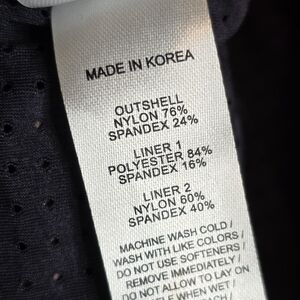 MADE IN KOREA
OUTSHELL
NYLON 76%
SPANDEX 24%
LINER 1
POLYESTER 84%
SPANDEX 16%
LINER 2
NYLON 60%
SPANDEX 40%
MACHINE WASH COLD /
WASH WITH LIKE COLORS /
DO NOT USE SOFTENERS /
REMOVE IMMEDIATELY /
DO NOT ALLOW TO LAY ON
WHEN WET /